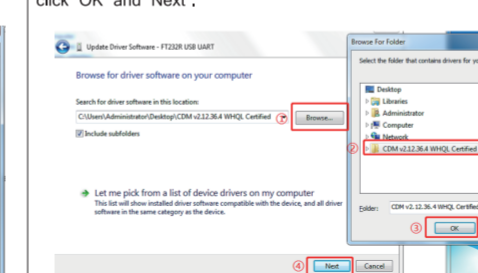 click "OK" and "Next".
Update Driver Software - FT232R USB UART
Browse for driver software on your computer
Search for driver software in this location:
C:\Users\Administrator\Desktop\CDM v2.12.36.4 WHQL Certified
① Browse...
Include subfolders
Let me pick from a list of device drivers on my computer
This list will show installed driver software compatible with the device, and all driver
software in the same category as the device.
④ Next Cancel
Browse For Folder
Select the folder that contains drivers for yo
Desktop
Libraries
Administrator
Computer
Network
② CDM v2.12.36.4 WHQL Certified
Folder: CDM v2.12.36.4 WHQL Certified
③ OK